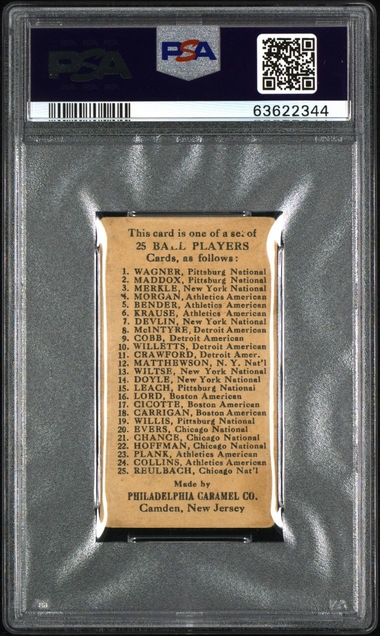 PSA
PSA
63622344
This card is one of a set of
25 BALL PLAYERS
Cards, as follows:
1. WAGNER, Pittsburg National
2. MADDOX, Pittsburg National
3. MERKLE, New York National
4. MORGAN, Athletics American
5. BENDER, Athletics American
6. KRAUSE, Athletics American
7. DEVLIN, New York National
8. McINTYRE, Detroit American
9. COBB, Detroit American
10. WILLETTS, Detroit American
11. CRAWFORD, Detroit Amer.
12. MATTHEWSON, N. Y. Nat'l
13. WILTSE, New York National
14. DOYLE, New York National
15. LEACH, Pittsburg National
16. LORD, Boston American
17. CICOTTE, Boston American
18. CARRIGAN, Boston American
19. WILLIS, Pittsburg National
20. EVERS, Chicago National
21. CHANCE, Chicago National
22. HOFFMAN, Chicago National
23. PLANK, Athletics American
24. COLLINS, Athletics American
25. REULBACH, Chicago Nat'l
Made by
PHILADELPHIA CARAMEL CO.
Camden, New Jersey